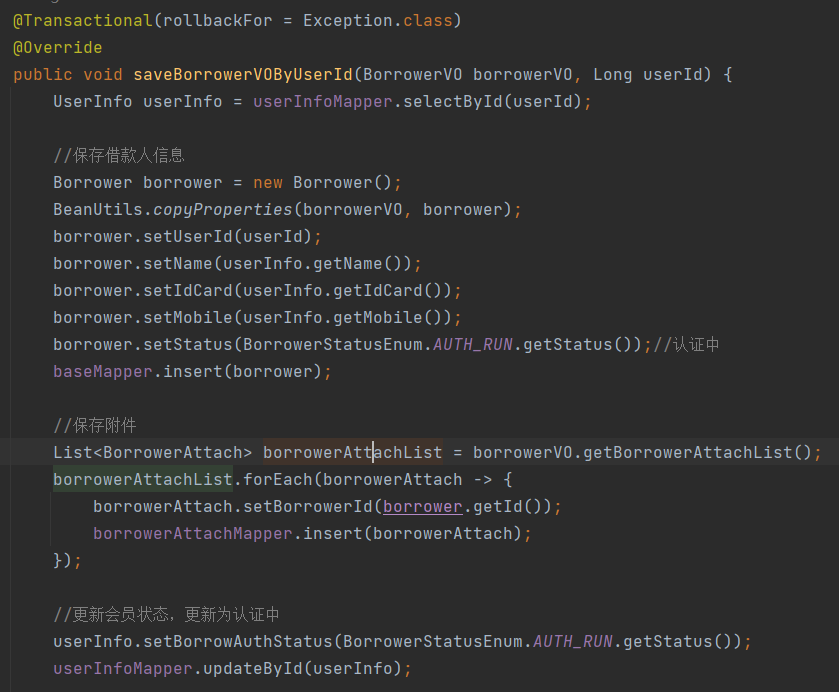 @Transactional(rollbackFor = Exception.class)
@Override
public void saveBorrowerVOByUserId(BorrowerVO borrowerVO, Long userId) {
    UserInfo userInfo = userInfoMapper.selectById(userId);

    //保存借款人信息
    Borrower borrower = new Borrower();
    BeanUtils.copyProperties(borrowerVO, borrower);
    borrower.setUserId(userId);
    borrower.setName(userInfo.getName());
    borrower.setIdCard(userInfo.getIdCard());
    borrower.setMobile(userInfo.getMobile());
    borrower.setStatus(BorrowerStatusEnum.AUTH_RUN.getStatus());//认证中
    baseMapper.insert(borrower);

    //保存附件
    List<BorrowerAttach> borrowerAttachList = borrowerVO.getBorrowerAttachList();
    borrowerAttachList.forEach(borrowerAttach -> {
        borrowerAttach.setBorrowerId(borrower.getId());
        borrowerAttachMapper.insert(borrowerAttach);
    });

    //更新会员状态，更新为认证中
    userInfo.setBorrowAuthStatus(BorrowerStatusEnum.AUTH_RUN.getStatus());
    userInfoMapper.updateById(userInfo);